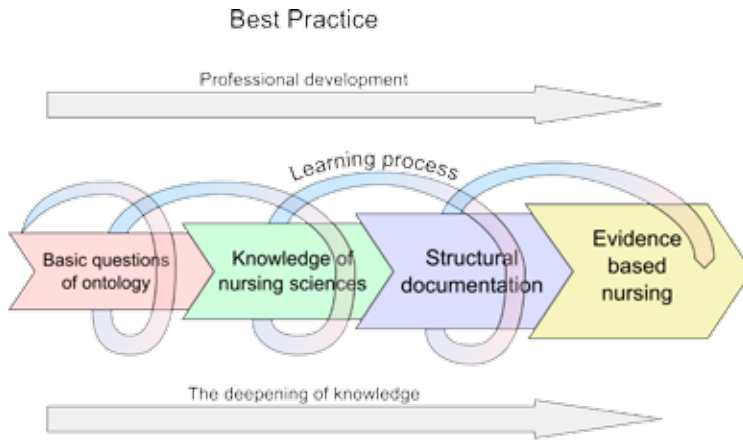 Best Practice
Professional development
Learning process
Basic questions
of ontology
Knowledge of
nursing sciences
Structural
documentation
Evidence
based
nursing
The deepening of knowledge